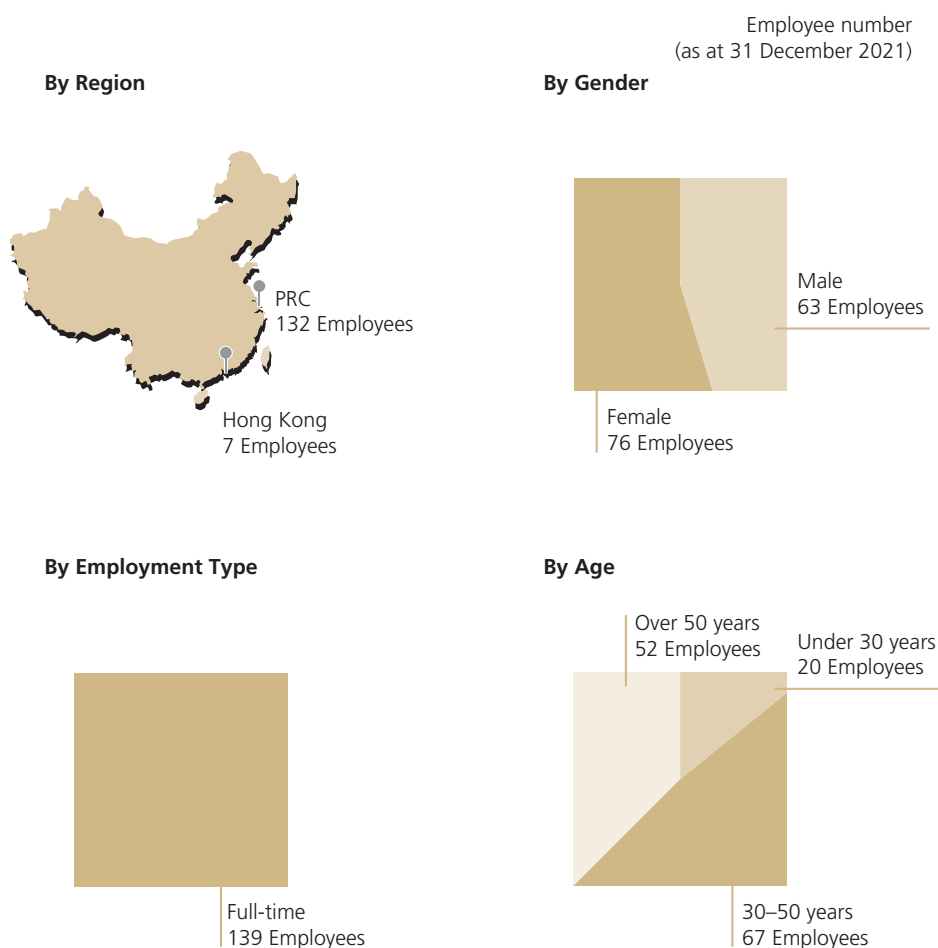 Employee number
(as at 31 December 2021)
By Region
PRC
132 Employees
Hong Kong
7 Employees
By Gender
Male
63 Employees
Female
76 Employees
By Employment Type
Full-time
139 Employees
By Age
Over 50 years
52 Employees
Under 30 years
20 Employees
30–50 years
67 Employees